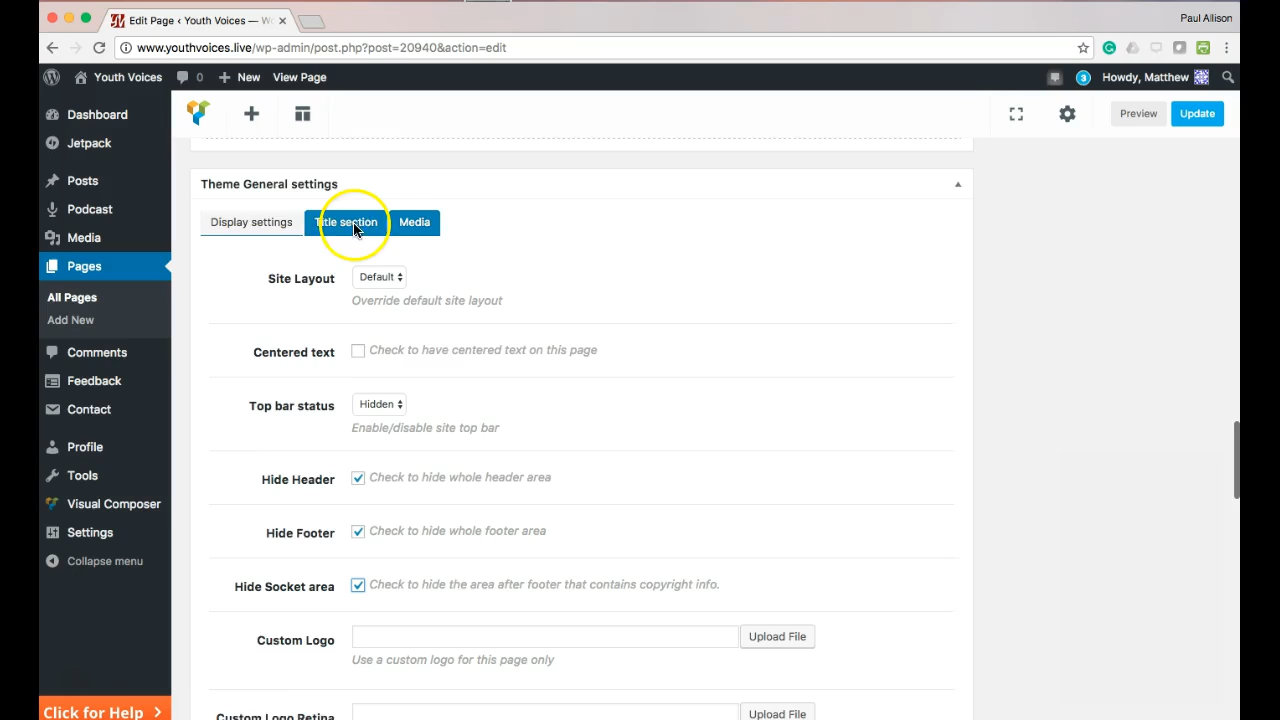 Edit Page ‹ Youth Voices — W
Paul Allison
www.youthvoices.live/wp-admin/post.php?post=20940&action=edit
Youth Voices 0 New View Page 3 Howdy, Matthew
Dashboard
Jetpack
Posts
Podcast
Media
Pages
All Pages
Add New
Comments
Feedback
Contact
Profile
Tools
Visual Composer
Settings
Collapse menu
Click for Help >
Preview Update
Theme General settings
Display settings Title section Media
Site Layout Default
Override default site layout
Centered text Check to have centered text on this page
Top bar status Hidden
Enable/disable site top bar
Hide Header Check to hide whole header area
Hide Footer Check to hide whole footer area
Hide Socket area Check to hide the area after footer that contains copyright info.
Custom Logo Upload File
Use a custom logo for this page only
Custom Logo Retina Upload File